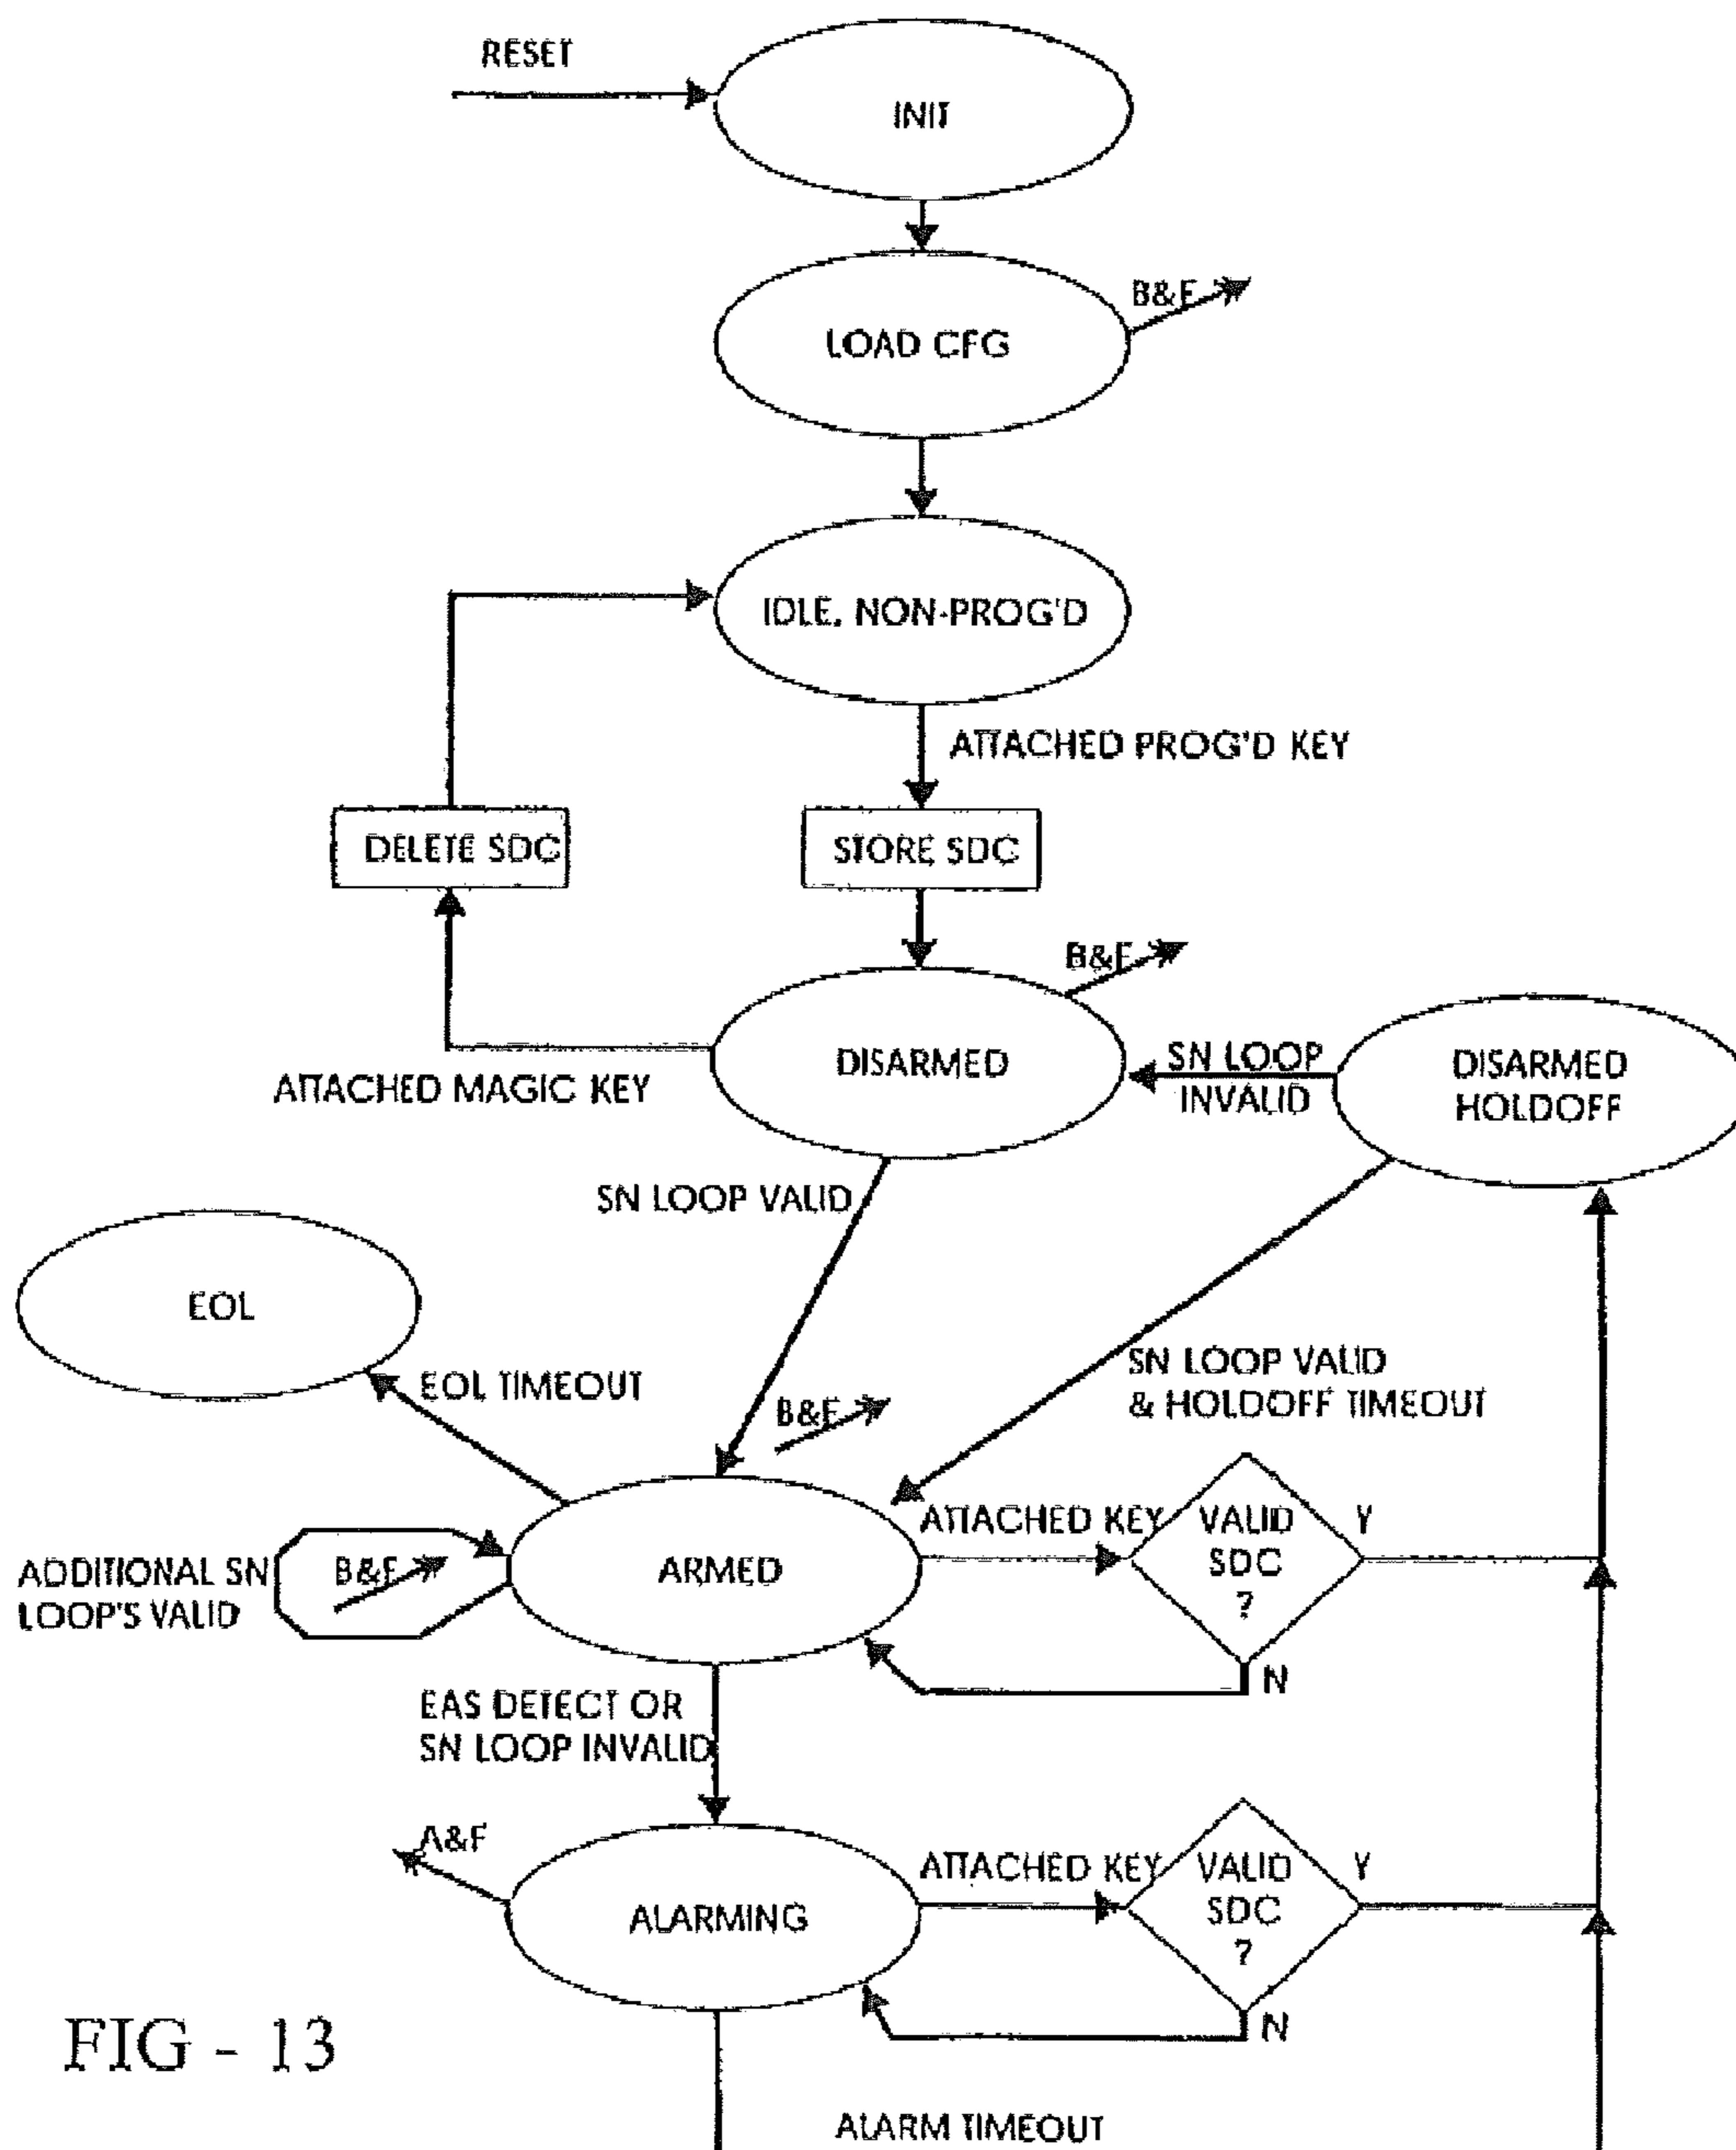 RESET
INIT
B&F
LOAD CFG
IDLE, NON-PROG'D
ATTACHED PROG'D KEY
DELETE SDC
STORE SDC
B&F
DISARMED
SN LOOP
INVALID
DISARMED
HOLDOFF
ATTACHED MAGIC KEY
SN LOOP VALID
EOL
EOL TIMEOUT
SN LOOP VALID
& HOLDOFF TIMEOUT
B&F
ATTACHED KEY
VALID
SDC
?
Y
N
ARMED
ADDITIONAL SN
LOOP'S VALID
B&F
EAS DETECT OR
SN LOOP INVALID
A&F
ALARMING
ATTACHED KEY
VALID
SDC
?
Y
N
FIG - 13
ALARM TIMEOUT